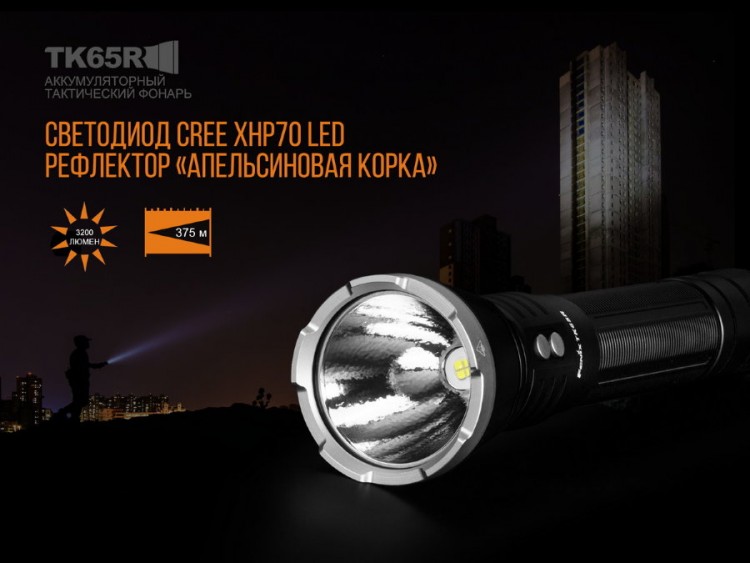 TK65R
АККУМУЛЯТОРНЫЙ
ТАКТИЧЕСКИЙ ФОНАРЬ
СВЕТОДИОД CREE XHP70 LED
РЕФЛЕКТОР «АПЕЛЬСИНОВАЯ КОРКА»
3200
ЛЮМЕН
375 м